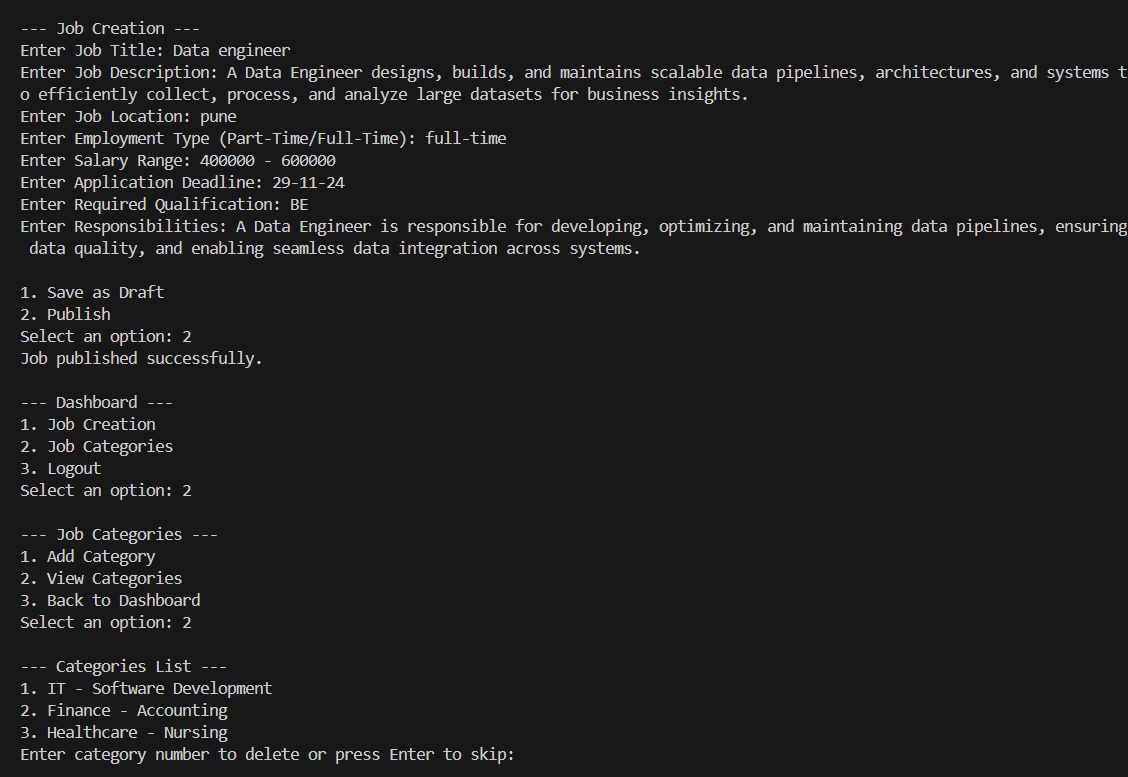 --- Job Creation ---
Enter Job Title: Data engineer
Enter Job Description: A Data Engineer designs, builds, and maintains scalable data pipelines, architectures, and systems t
o efficiently collect, process, and analyze large datasets for business insights.
Enter Job Location: pune
Enter Employment Type (Part-Time/Full-Time): full-time
Enter Salary Range: 400000 - 600000
Enter Application Deadline: 29-11-24
Enter Required Qualification: BE
Enter Responsibilities: A Data Engineer is responsible for developing, optimizing, and maintaining data pipelines, ensuring
 data quality, and enabling seamless data integration across systems.

1. Save as Draft
2. Publish
Select an option: 2
Job published successfully.

--- Dashboard ---
1. Job Creation
2. Job Categories
3. Logout
Select an option: 2

--- Job Categories ---
1. Add Category
2. View Categories
3. Back to Dashboard
Select an option: 2

--- Categories List ---
1. IT - Software Development
2. Finance - Accounting
3. Healthcare - Nursing
Enter category number to delete or press Enter to skip: